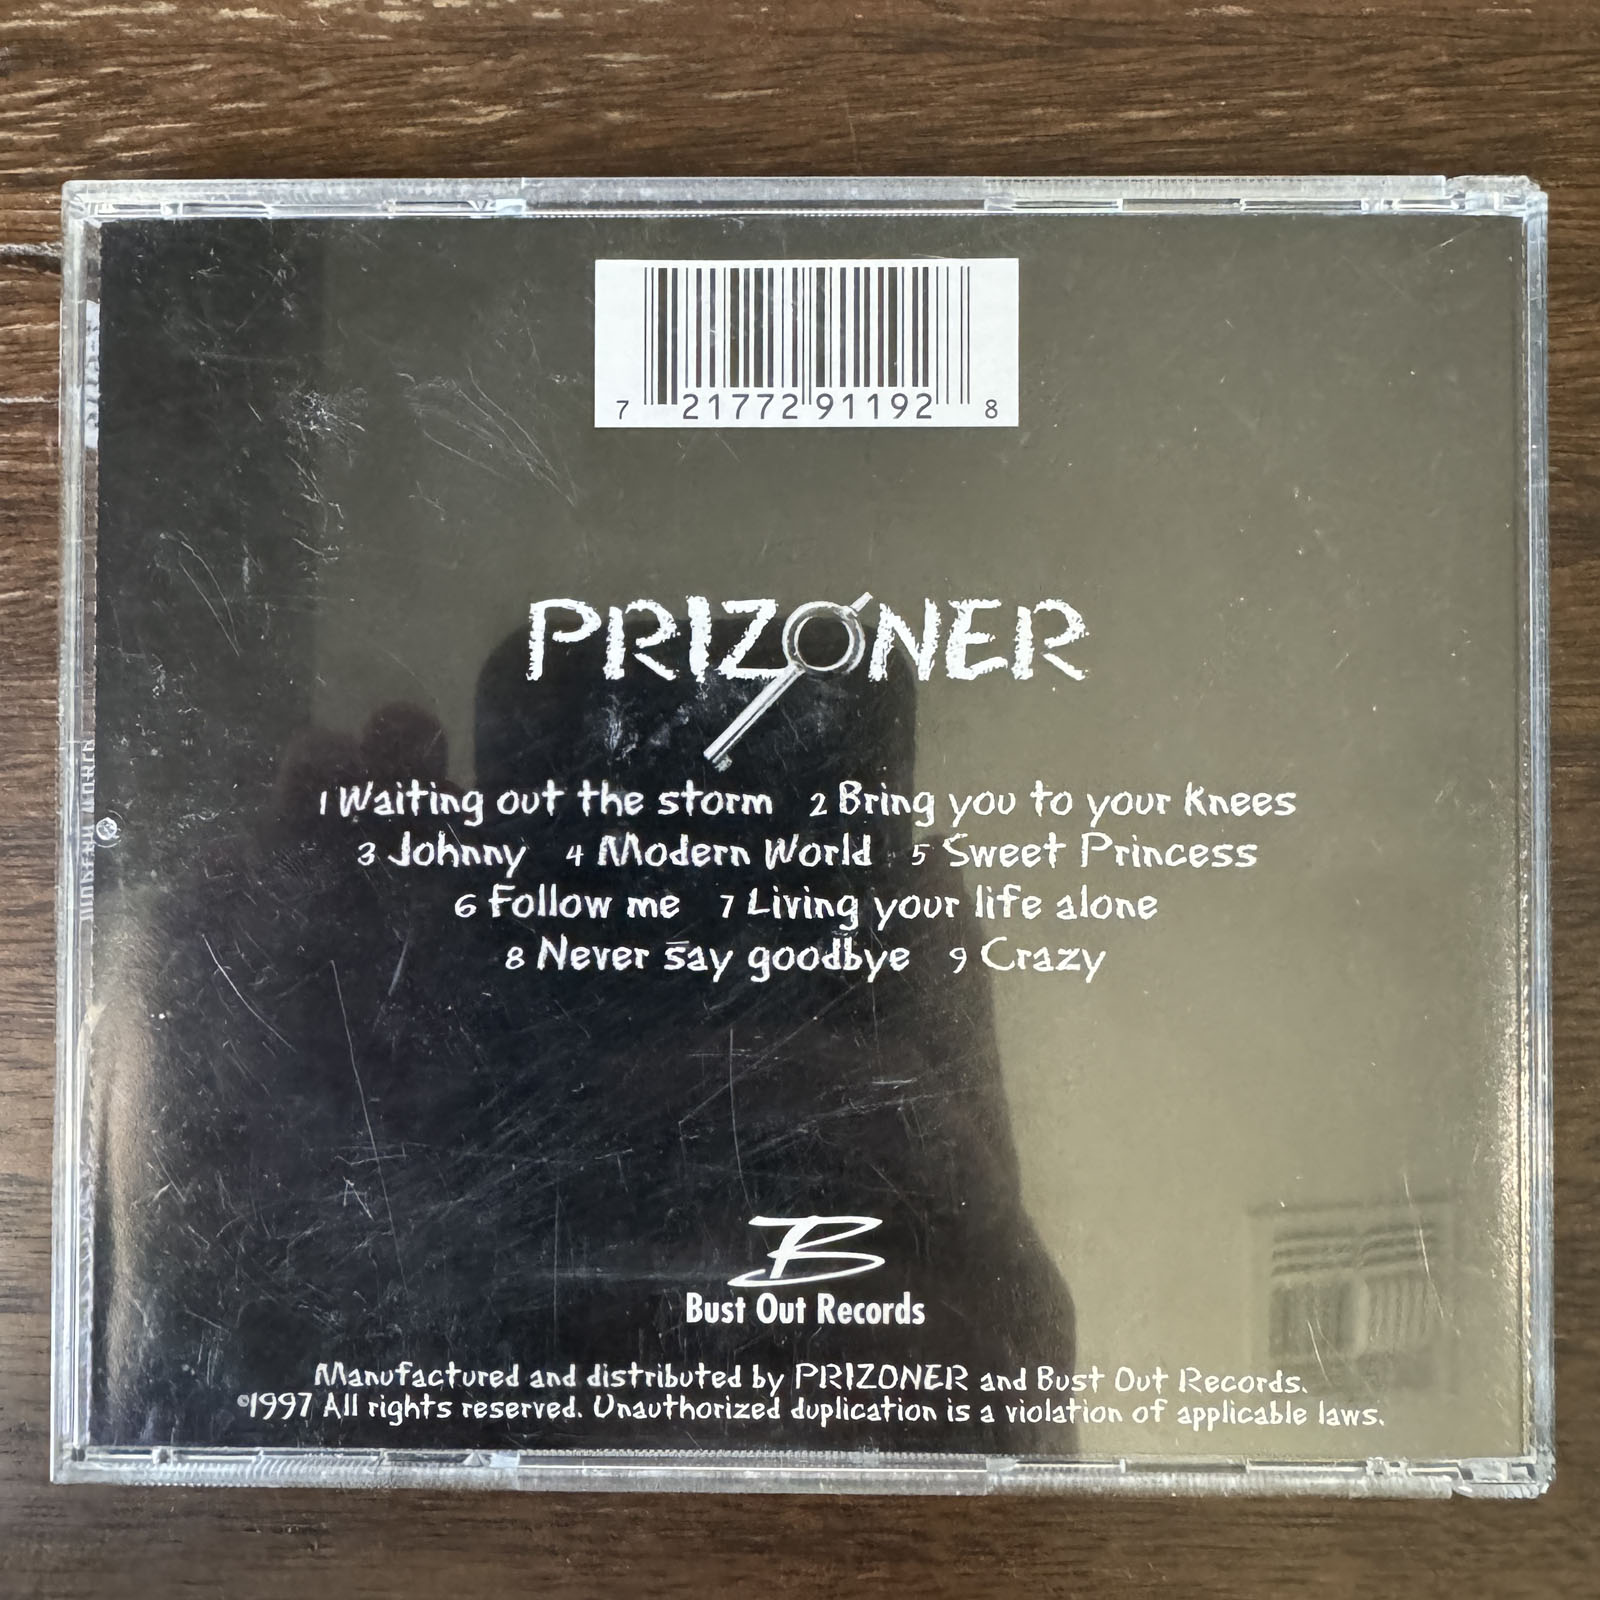 7 21772 91192 8
PRIZONER
1 Waiting out the storm 2 Bring you to your knees
3 Johnny 4 Modern World 5 Sweet Princess
6 Follow me 7 Living your life alone
8 Never say goodbye 9 Crazy
B
Bust Out Records
Manufactured and distributed by PRIZONER and Bust Out Records.
©1997 All rights reserved. Unauthorized duplication is a violation of applicable laws.
MODERN WORLD